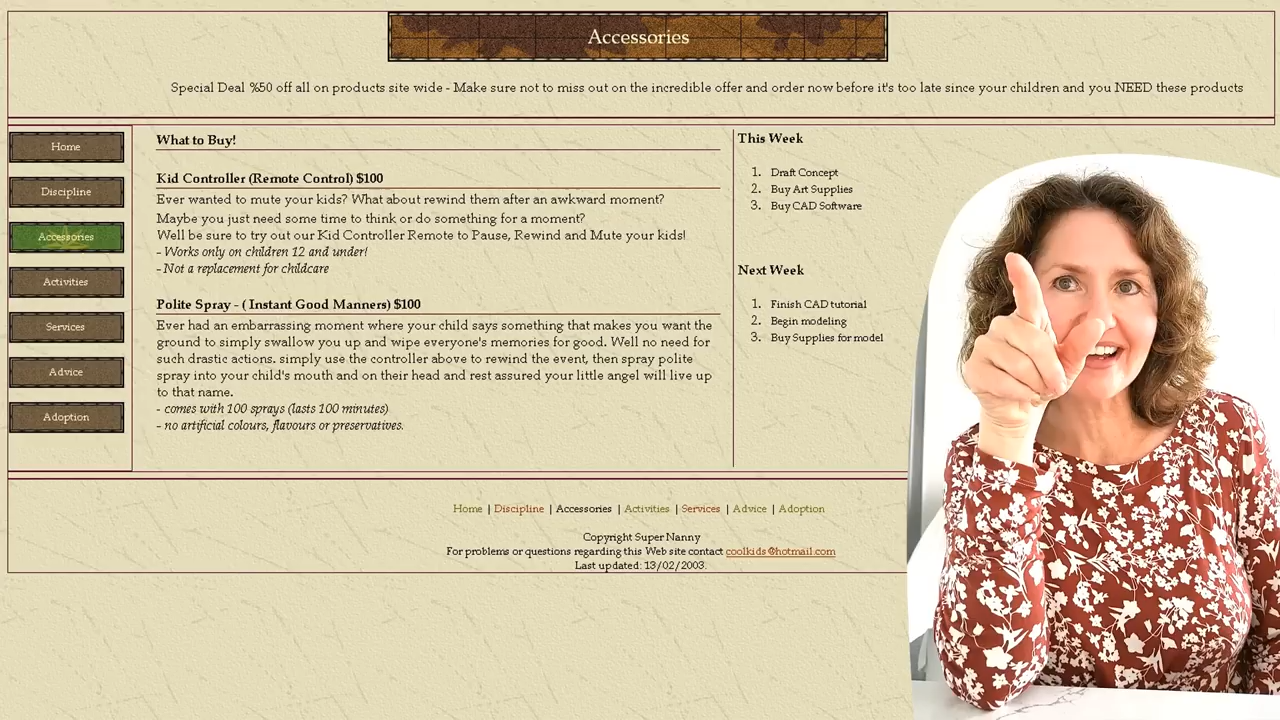 Accessories
Special Deal %50 off all on products site wide - Make sure not to miss out on the incredible offer and order now before it's too late since your children and you NEED these products
Home
Discipline
Accessories
Activities
Services
Advice
Adoption
What to Buy!
Kid Controller (Remote Control) $100
Ever wanted to mute your kids? What about rewind them after an awkward moment?
Maybe you just need some time to think or do something for a moment?
Well be sure to try out our Kid Controller Remote to Pause, Rewind and Mute your kids!
- Works only on children 12 and under!
- Not a replacement for childcare
Polite Spray - ( Instant Good Manners) $100
Ever had an embarrassing moment where your child says something that makes you want the
ground to simply swallow you up and wipe everyone's memories for good. Well no need for
such drastic actions. simply use the controller above to rewind the event, then spray polite
spray into your child's mouth and on their head and rest assured your little angel will live up
to that name.
- comes with 100 sprays (lasts 100 minutes)
- no artificial colours, flavours or preservatives.
This Week
1. Draft Concept
2. Buy Art Supplies
3. Buy CAD Software
Next Week
1. Finish CAD tutorial
2. Begin modeling
3. Buy Supplies for model
Home | Discipline | Accessories | Activities | Services | Advice | Adoption
Copyright Super Nanny
For problems or questions regarding this Web site contact coolkids@hotmail.com
Last updated: 13/02/2003.